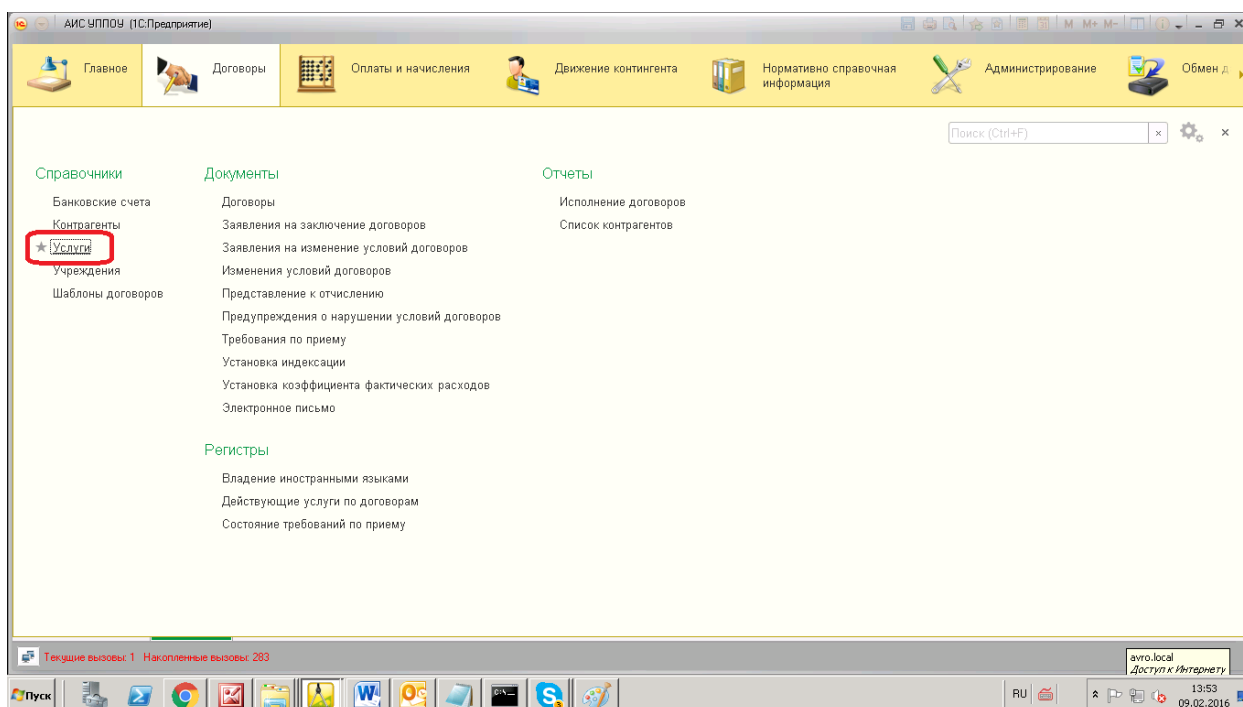 АИС УППОУ (1С:Предприятие)
M M+ M-
Главное
Договоры
Оплаты и начисления
Движение контингента
Нормативно справочная
информация
Администрирование
Обмен д
Поиск (Ctrl+F)
Справочники
Банковские счета
Контрагенты
Услуги
Учреждения
Шаблоны договоров
Документы
Договоры
Заявления на заключение договоров
Заявления на изменение условий договоров
Изменения условий договоров
Представление к отчислению
Предупреждения о нарушении условий договоров
Требования по приему
Установка индексации
Установка коэффициента фактических расходов
Электронное письмо
Регистры
Владение иностранными языками
Действующие услуги по договорам
Состояние требований по приему
Отчеты
Исполнение договоров
Список контрагентов
Текущие вызовы: 1 Накопленные вызовы: 283
avro.local
Доступ к Интернету
Пуск
RU
13:53
09.02.2016